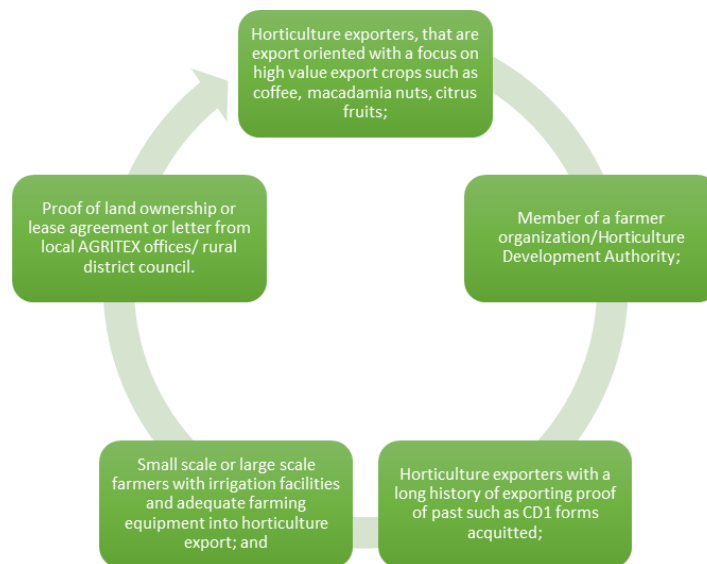 Horticulture exporters, that are
export oriented with a focus on
high value export crops such as
coffee, macadamia nuts, citrus
fruits;
Member of a farmer
organization/Horticulture
Development Authority;
Horticulture exporters with a
long history of exporting proof
of past such as CD1 forms
acquitted;
Small scale or large scale
farmers with irrigation facilities
and adequate farming
equipment into horticulture
export; and
Proof of land ownership or
lease agreement or letter from
local AGRITEX offices/ rural
district council.